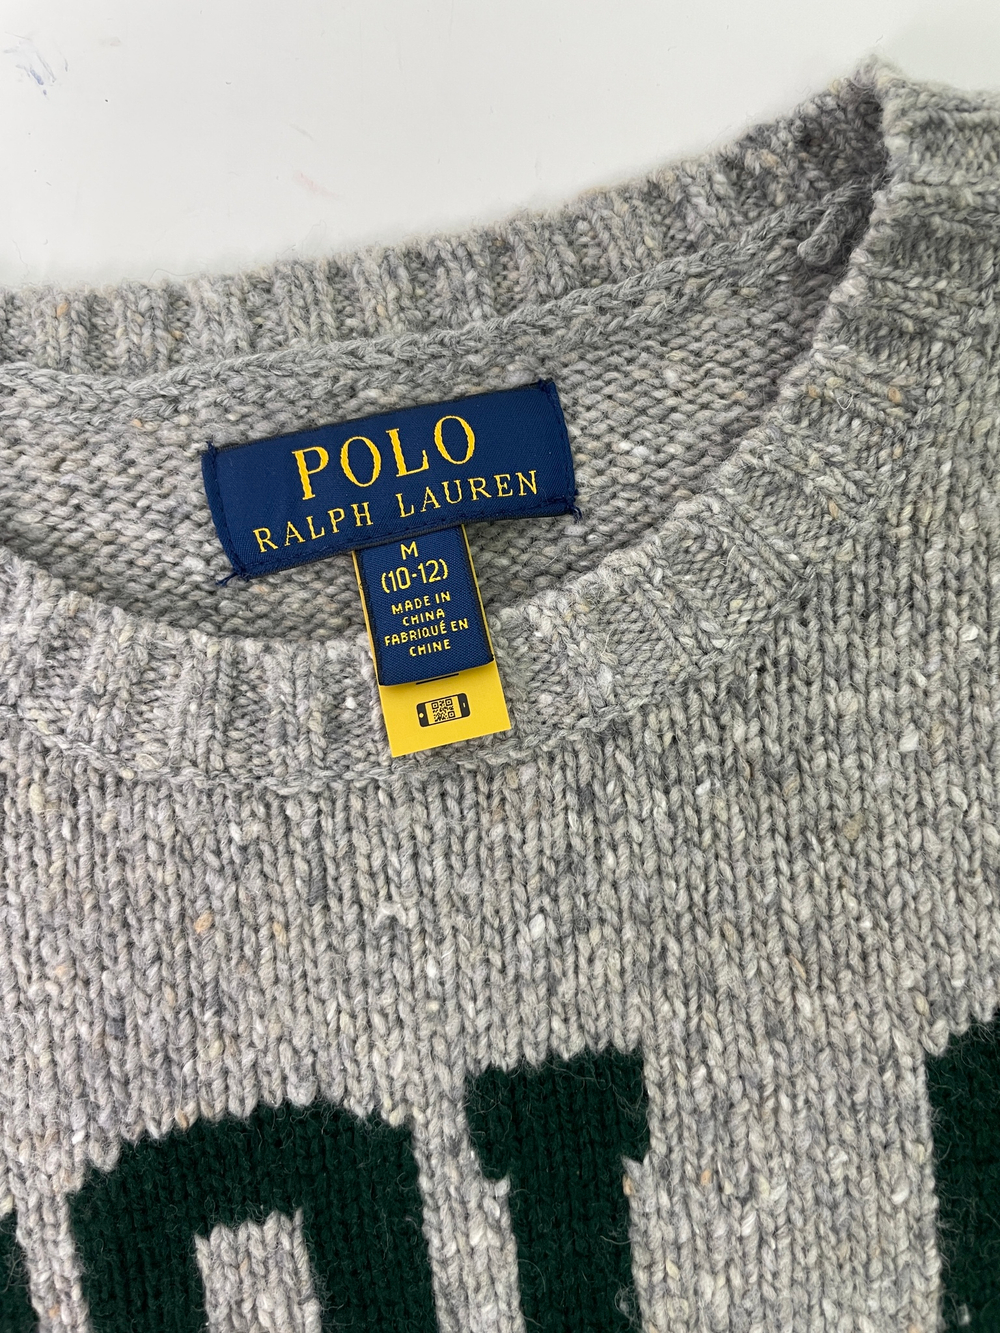 POLO
RALPH LAUREN
M
(10-12)
MADE IN
CHINA
FABRIQUÉ EN
CHINE